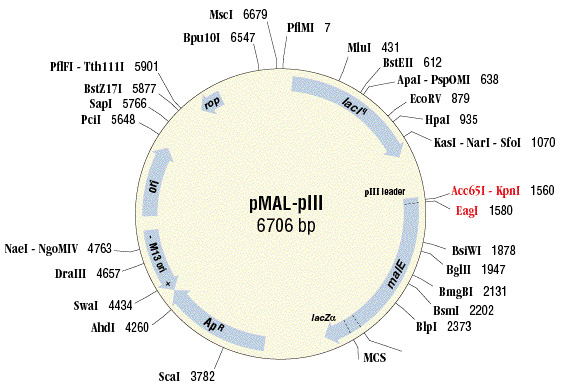 MscI 6679
PflMI 7
Bpu10I 6547
MluI 431
BstEII 612
PflFI - Tth111I 5901
ApaI - PspOMI 638
BstZ17I 5877
EcoRV 879
SapI 5766
rop
lacIq
HpaI 935
PciI 5648
KasI - NarI - SfoI 1070
ori
pIII leader
Acc65I - KpnI 1560
pMAL-pIII
EagI 1580
6706 bp
NaeI - NgoMIV 4763
- M13 ori +
malE
BsiWI 1878
DraIII 4657
BglII 1947
SwaI 4434
BmgBI 2131
AhdI 4260
BsmI 2202
ApR
lacZα
BlpI 2373
MCS
ScaI 3782